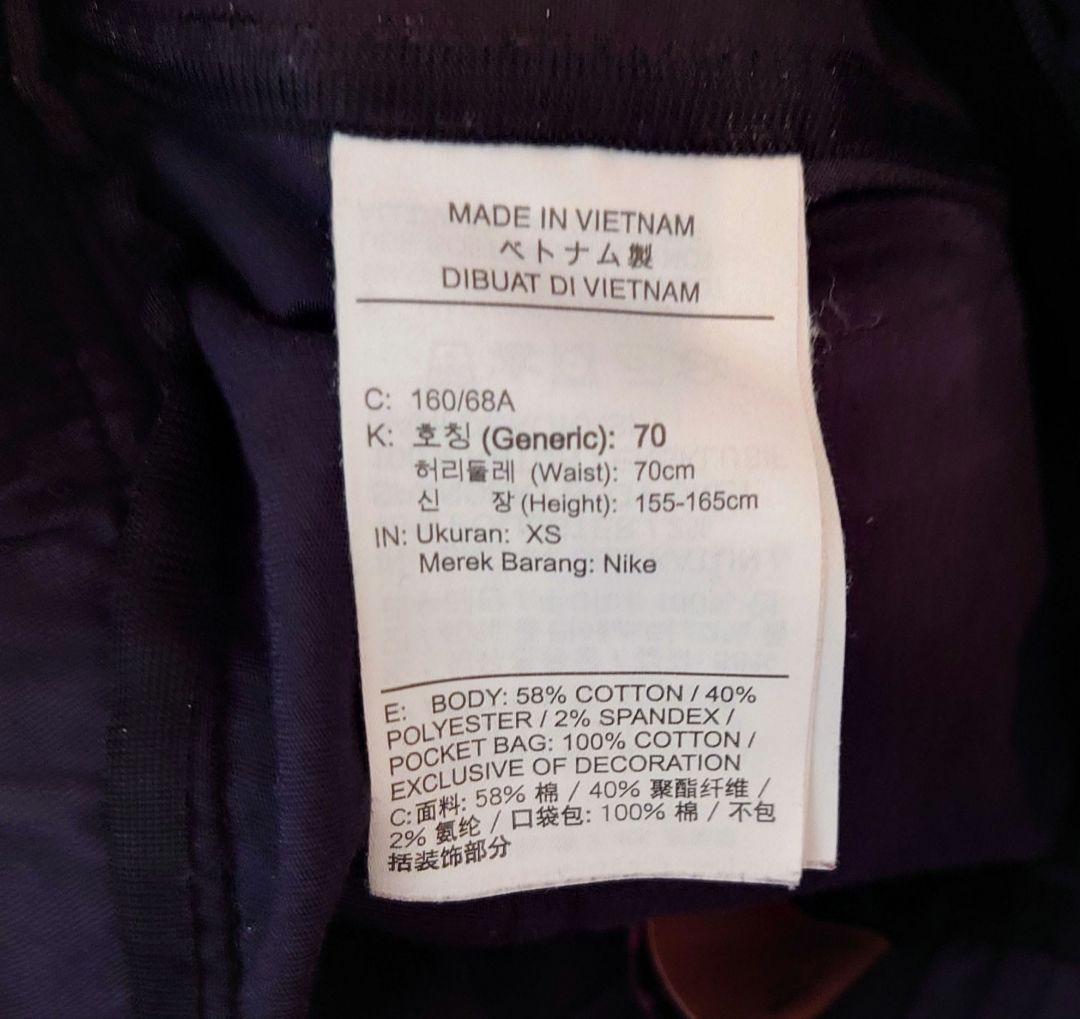 MADE IN VIETNAM
ベトナム製
DIBUAT DI VIETNAM
C: 160/68A
K: 호칭 (Generic): 70
허리둘레 (Waist): 70cm
신 장 (Height): 155-165cm
IN: Ukuran: XS
Merek Barang: Nike
E: BODY: 58% COTTON / 40%
POLYESTER / 2% SPANDEX /
POCKET BAG: 100% COTTON /
EXCLUSIVE OF DECORATION
C:面料: 58% 棉 / 40% 聚酯纤维 /
2% 氨纶 / 口袋包: 100% 棉 / 不包
括装饰部分